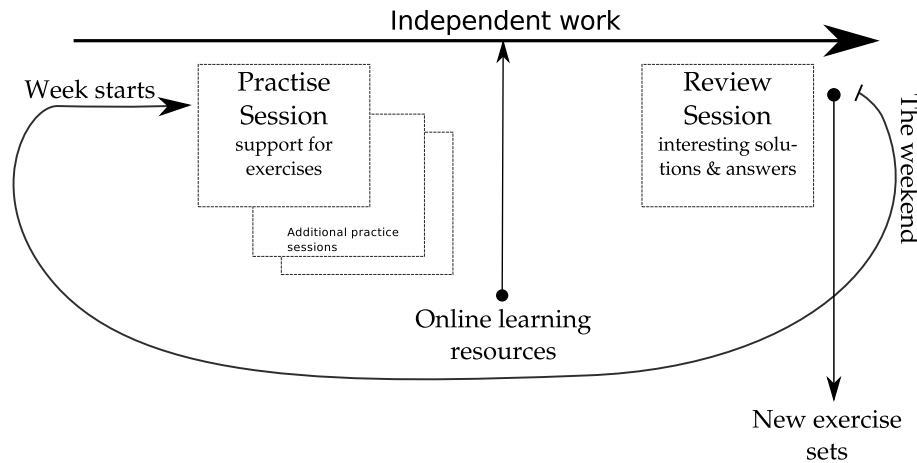 Independent work
Week starts
Practise
Session
support for
exercises
Additional practice
sessions
Online learning
resources
Review
Session
interesting solu-
tions & answers
The weekend
New exercise
sets